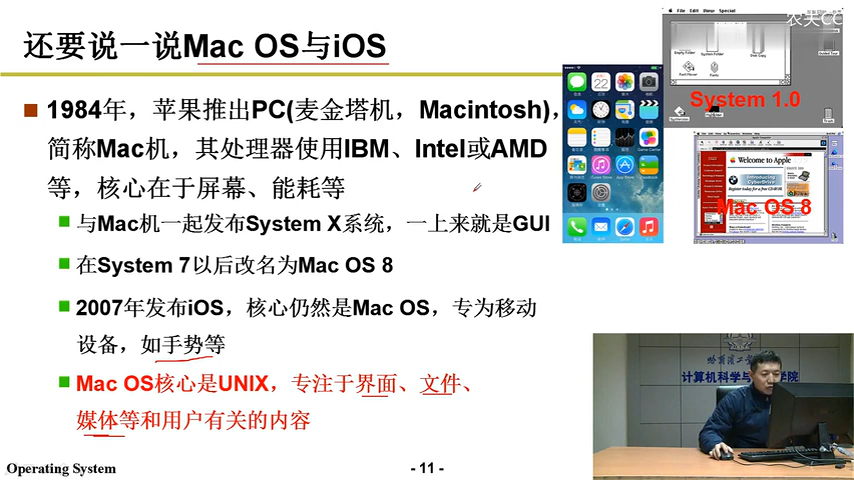 还要说一说Mac OS与iOS
农夫CC
System 1.0
1984年，苹果推出PC(麦金塔机，Macintosh)，
简称Mac机，其处理器使用IBM、Intel或AMD
等，核心在于屏幕、能耗等
与Mac机一起发布System X系统，一上来就是GUI
在System 7以后改名为Mac OS 8
2007年发布iOS，核心仍然是Mac OS，专为移动
设备，如手势等
Mac OS核心是UNIX，专注于界面、文件、
媒体等和用户有关的内容
File Edit View Special
Welcome to Apple
Mac OS 8
计算机科学与
学院
Operating System
- 11 -